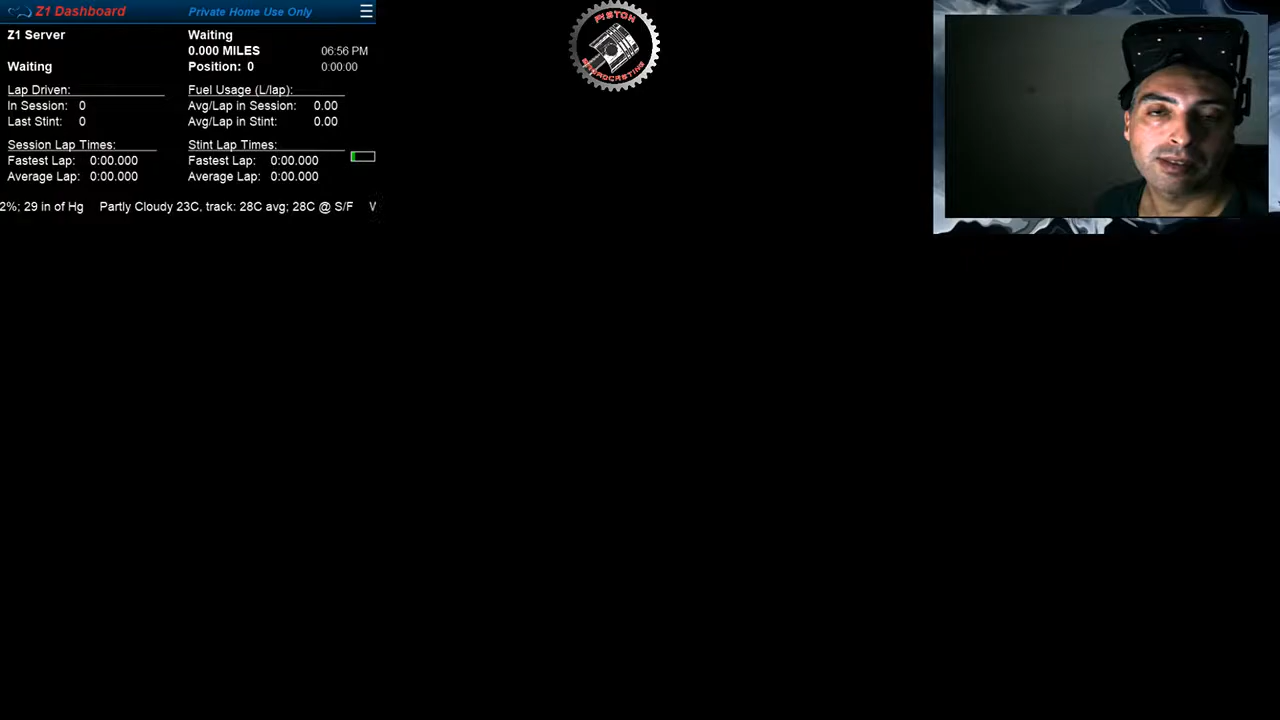 Z1 Dashboard Private Home Use Only
Z1 Server
Waiting
Waiting
0.000 MILES 06:56 PM
Position: 0 0:00:00
Lap Driven:
In Session: 0
Last Stint: 0
Fuel Usage (L/lap):
Avg/Lap in Session: 0.00
Avg/Lap in Stint: 0.00
Session Lap Times:
Fastest Lap: 0:00.000
Average Lap: 0:00.000
Stint Lap Times:
Fastest Lap: 0:00.000
Average Lap: 0:00.000
2%; 29 in of Hg Partly Cloudy 23C, track: 28C avg; 28C @ S/F
PISTON
BROADCASTING